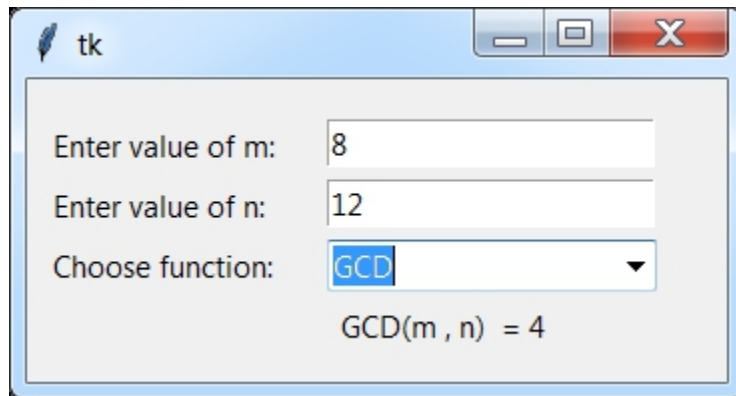 tk
Enter value of m: 8
Enter value of n: 12
Choose function: GCD
GCD(m , n) = 4